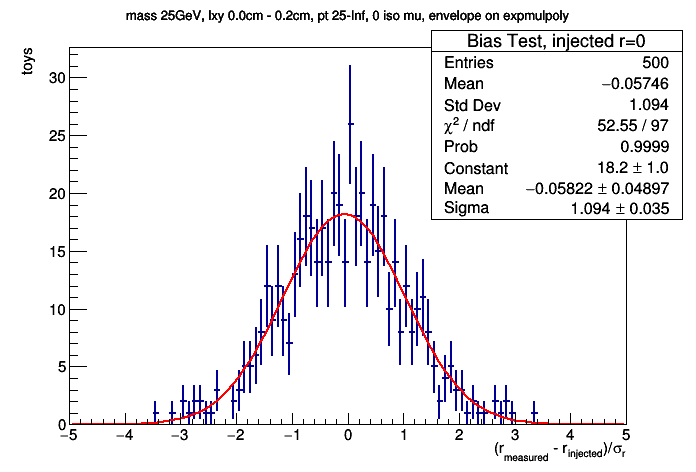 mass 25GeV, lxy 0.0cm - 0.2cm, pt 25-Inf, 0 iso mu, envelope on expmulpoly
toys
Bias Test, injected r=0
Entries 500
Mean −0.05746
Std Dev 1.094
χ² / ndf 52.55 / 97
Prob 0.9999
Constant 18.2 ± 1.0
Mean −0.05822 ± 0.04897
Sigma 1.094 ± 0.035
30
25
20
15
10
5
0
−5 −4 −3 −2 −1 0 1 2 3 4 5
(r_measured - r_injected)/σ_r